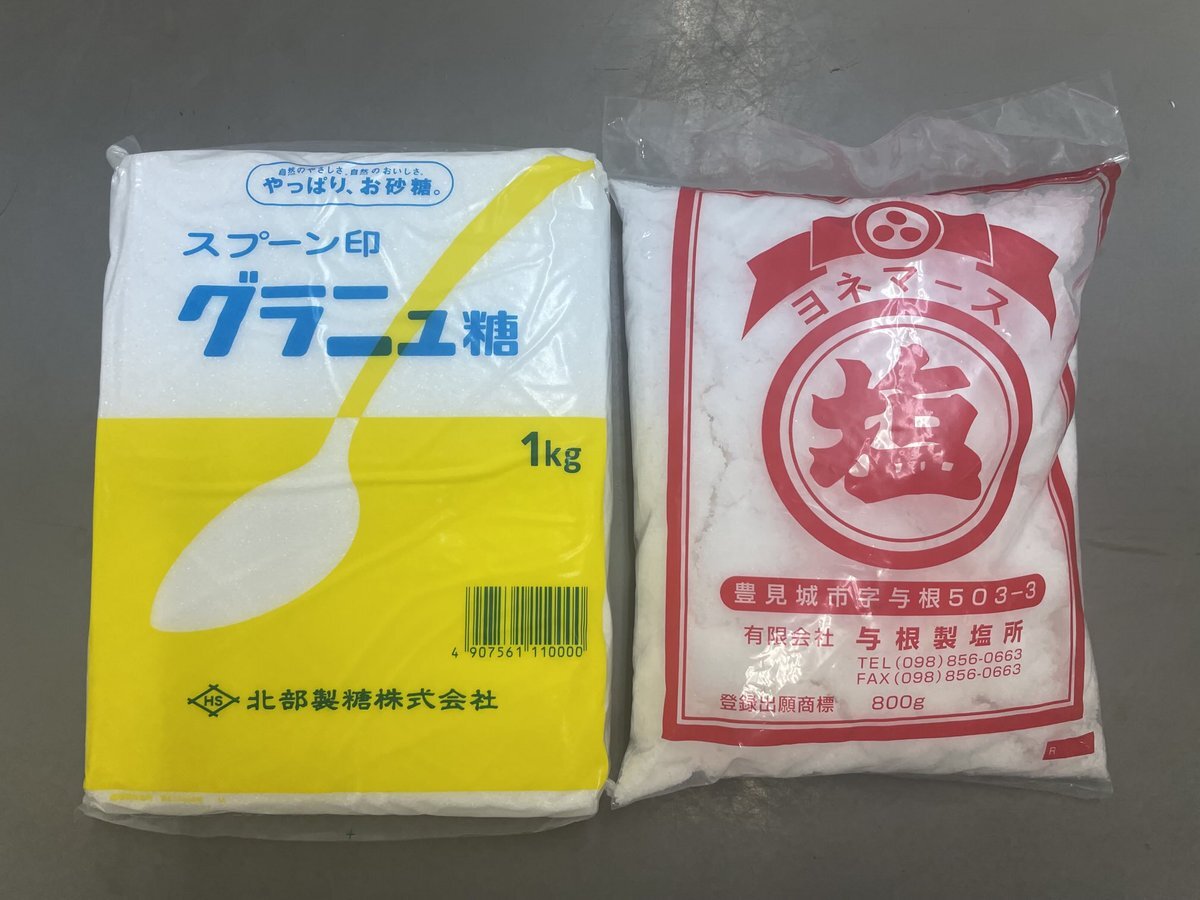 自然のやさしさ、自然のおいしさ。
やっぱり、お砂糖。
スプーン印
グラニュ糖
1kg
4 907561 110000
HS 北部製糖株式会社
ヨネマース
塩
豊見城市字与根503-3
有限会社 与根製塩所
TEL(098)856-0663
FAX(098)856-0663
登録出願商標 800g
R